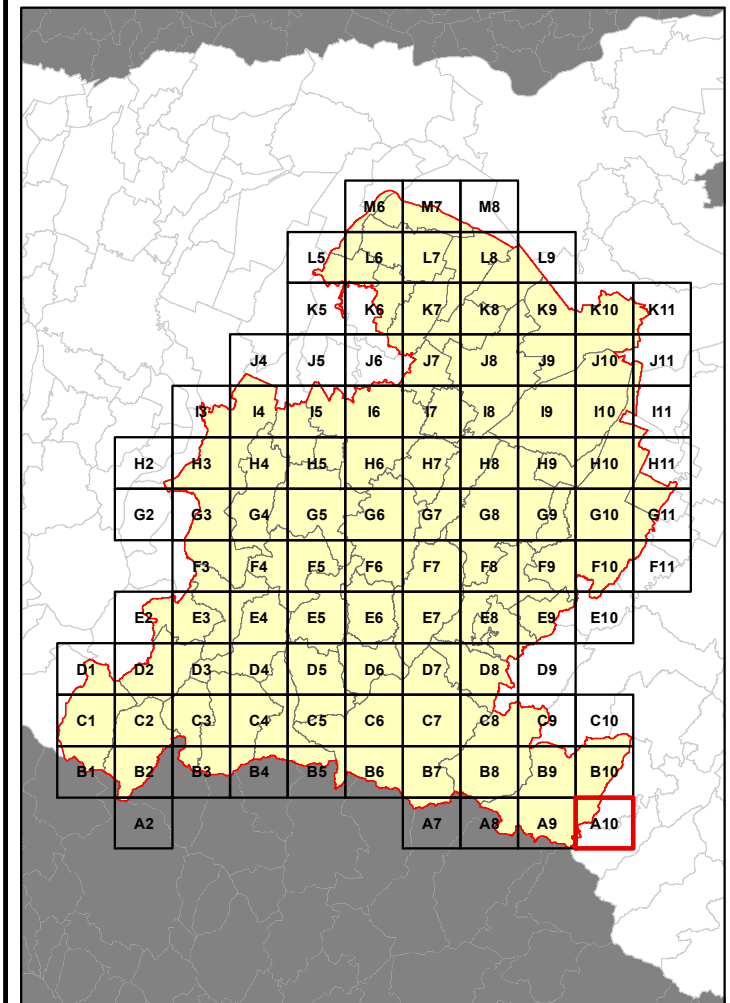 M6 M7 M8
L5 L6 L7 L8 L9
K5 K6 K7 K8 K9 K10 K11
J4 J5 J6 J7 J8 J9 J10 J11
I3 I4 I5 I6 I7 I8 I9 I10 I11
H2 H3 H4 H5 H6 H7 H8 H9 H10 H11
G2 G3 G4 G5 G6 G7 G8 G9 G10 G11
F3 F4 F5 F6 F7 F8 F9 F10 F11
E2 E3 E4 E5 E6 E7 E8 E9 E10
D1 D2 D3 D4 D5 D6 D7 D8 D9
C1 C2 C3 C4 C5 C6 C7 C8 C9 C10
B1 B2 B3 B4 B5 B6 B7 B8 B9 B10
A2 A7 A8 A9 A10